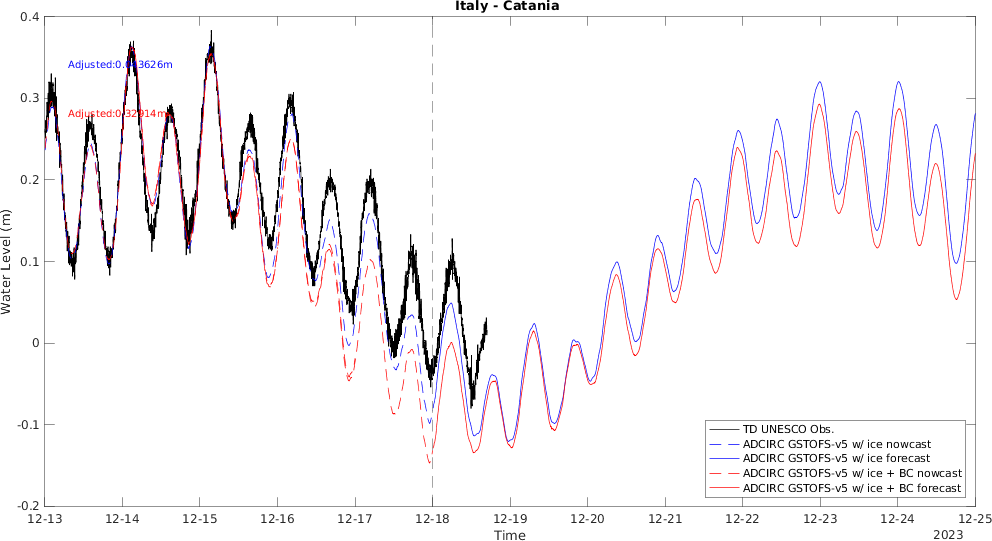 Italy - Catania
0.4
0.3
0.2
0.1
0
-0.1
-0.2
Water Level (m)
Adjusted:0.32914m
12-13 12-14 12-15 12-16 12-17 12-18 12-19 12-20 12-21 12-22 12-23 12-24 12-25
Time
2023
TD UNESCO Obs.
ADCIRC GSTOFS-v5 w/ ice nowcast
ADCIRC GSTOFS-v5 w/ ice forecast
ADCIRC GSTOFS-v5 w/ ice + BC nowcast
ADCIRC GSTOFS-v5 w/ ice + BC forecast